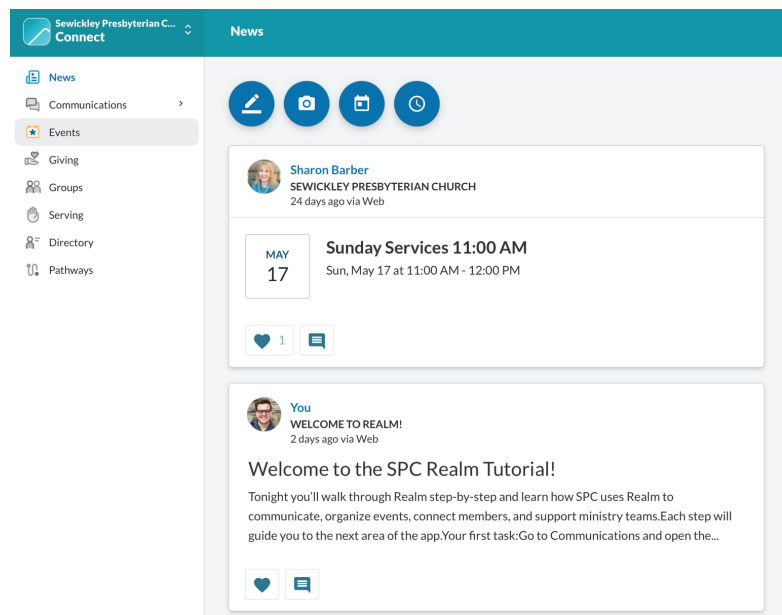 Sewickley Presbyterian C...
Connect
News
News
Communications
Events
Giving
Groups
Serving
Directory
Pathways
Sharon Barber
SEWICKLEY PRESBYTERIAN CHURCH
24 days ago via Web
MAY
17
Sunday Services 11:00 AM
Sun, May 17 at 11:00 AM - 12:00 PM
1
You
WELCOME TO REALM!
2 days ago via Web
Welcome to the SPC Realm Tutorial!
Tonight you'll walk through Realm step-by-step and learn how SPC uses Realm to
communicate, organize events, connect members, and support ministry teams.Each step will
guide you to the next area of the app.Your first task:Go to Communications and open the...